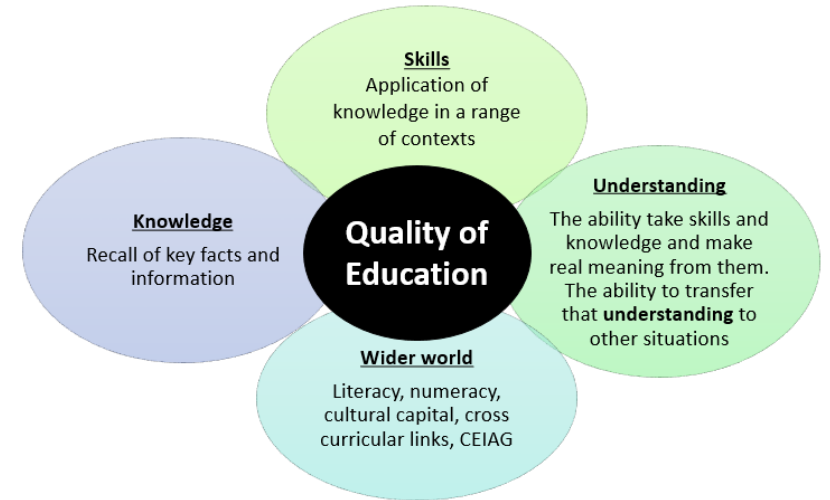 Skills
Application of
knowledge in a range
of contexts
Knowledge
Recall of key facts and
information
Quality of
Education
Understanding
The ability take skills and
knowledge and make
real meaning from them.
The ability to transfer
that understanding to
other situations
Wider world
Literacy, numeracy,
cultural capital, cross
curricular links, CEIAG